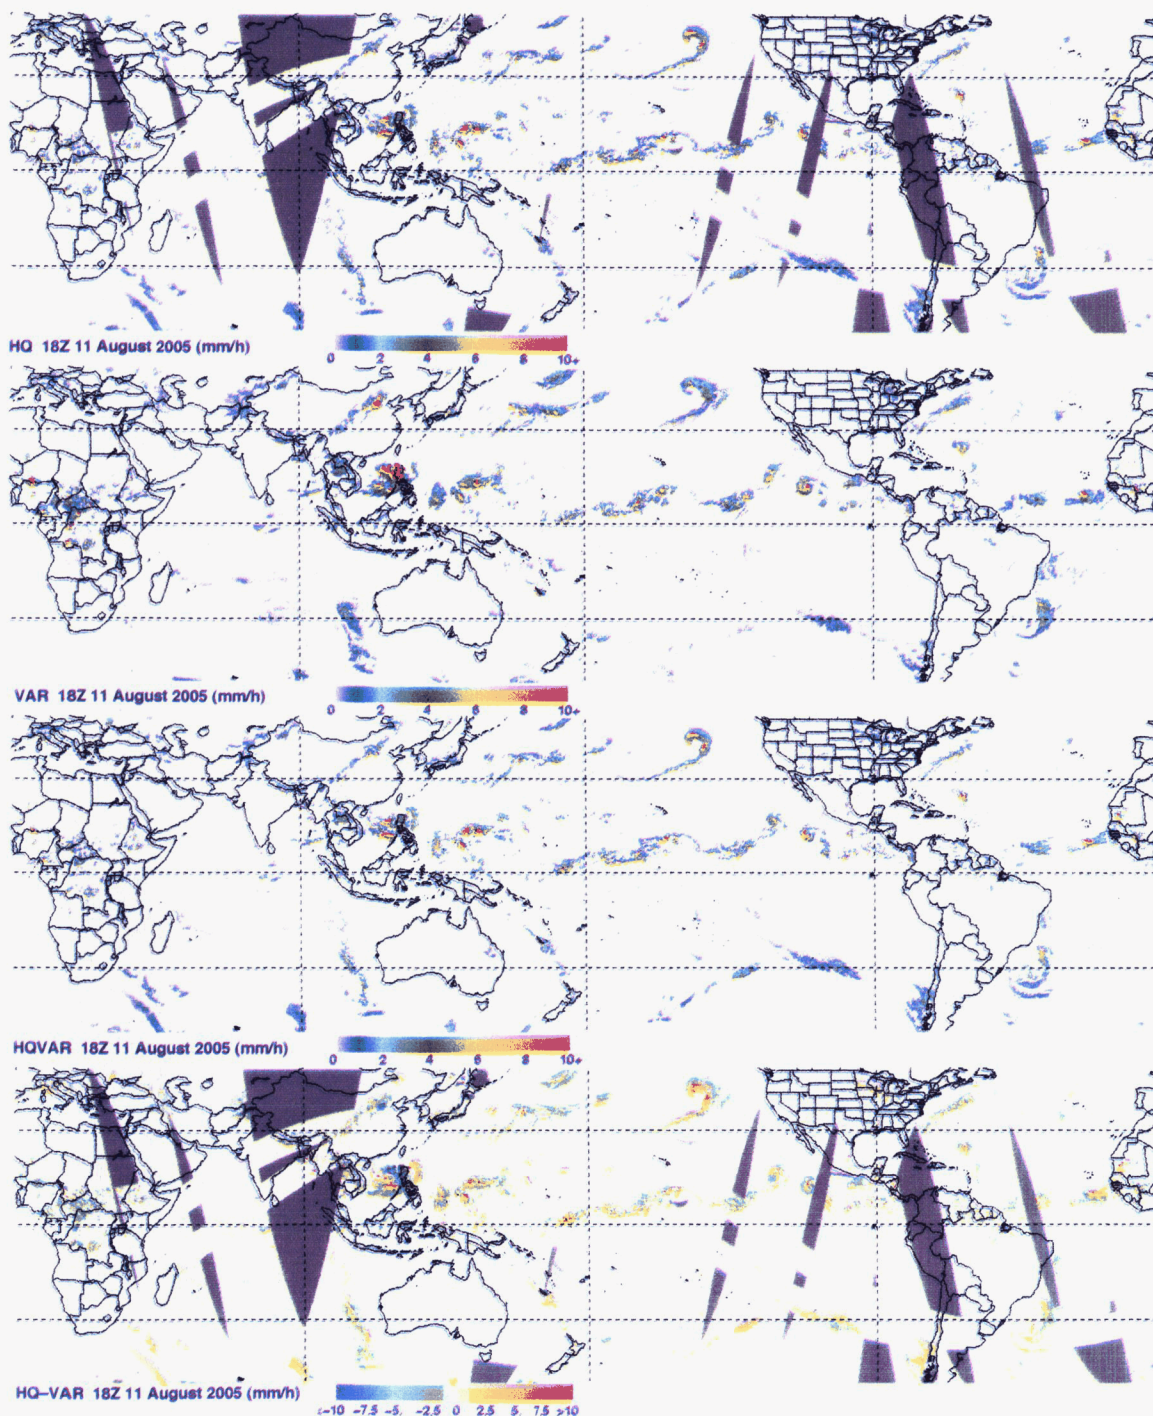 HQ 18Z 11 August 2005 (mm/h)
0 2 4 6 8 10+
VAR 18Z 11 August 2005 (mm/h)
0 2 4 6 8 10+
HQVAR 18Z 11 August 2005 (mm/h)
0 2 4 6 8 10+
HQ–VAR 18Z 11 August 2005 (mm/h)
<-10 -7.5 -5. -2.5 0 2.5 5. 7.5 >10